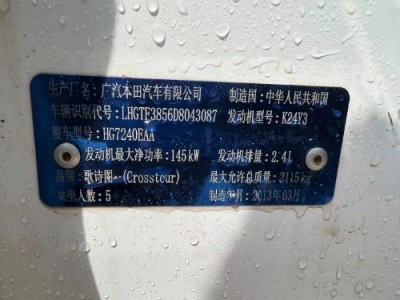 生产厂名：广汽本田汽车有限公司 制造国：中华人民共和国
车辆识别代号：LHGTF3856D8043087 发动机型号：K24Y3
整车型号：HG7240EAA
发动机最大净功率：145kW 发动机排量：2.4L
品牌：歌诗图-(Crosstour) 最大允许总质量：2115kg
乘坐人数：5 制造年月：2013年03月